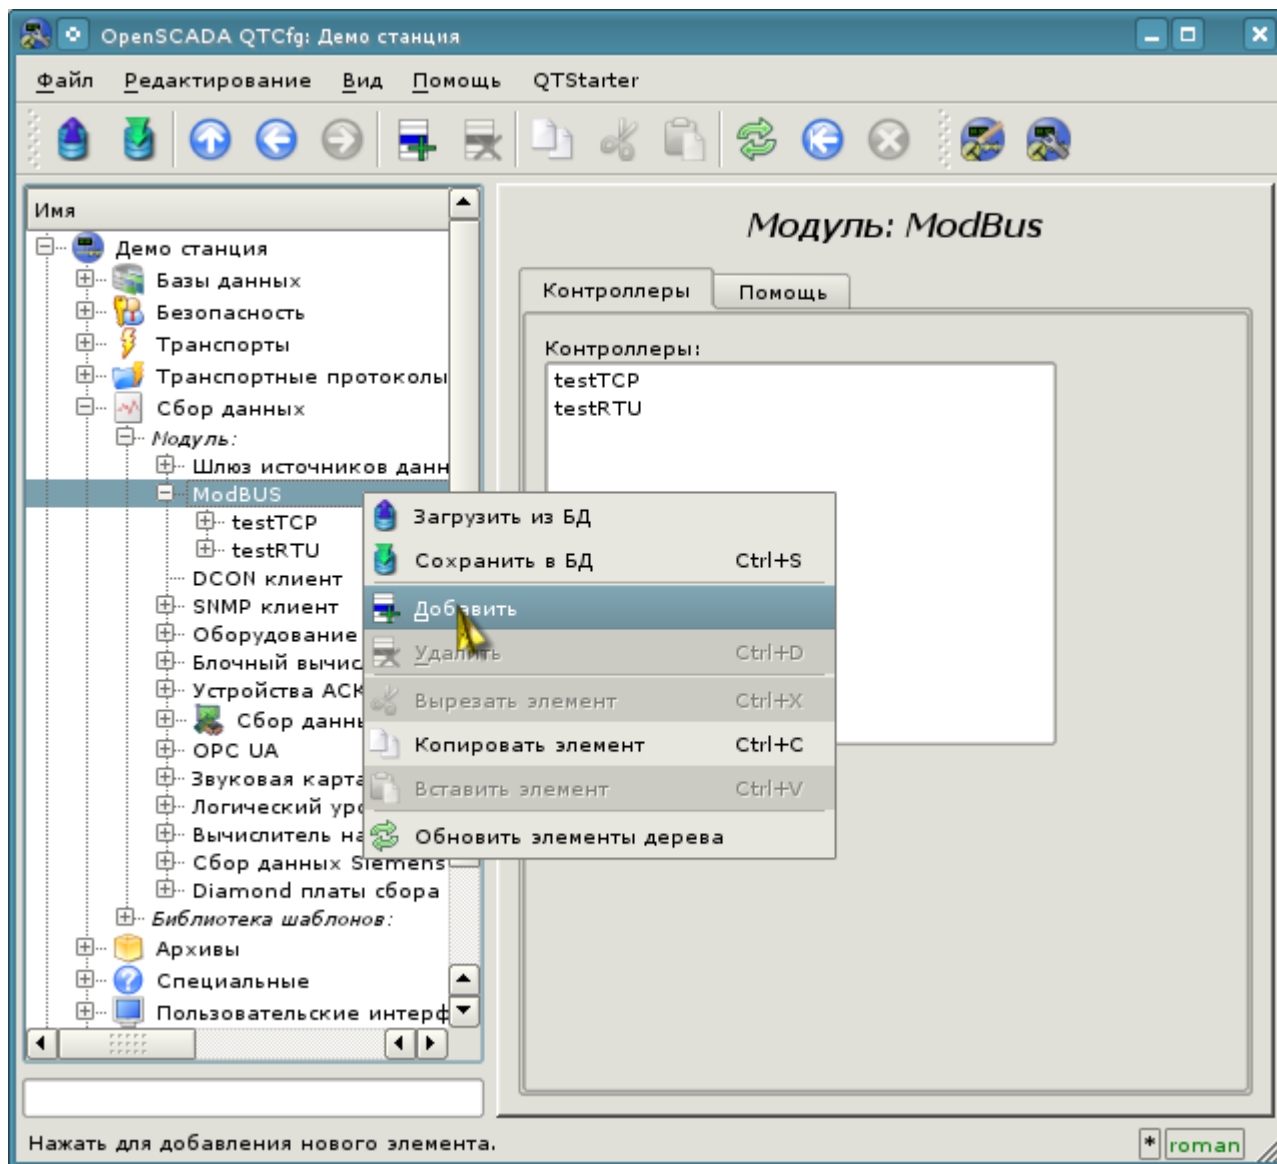 OpenSCADA QTCfg: Демо станция
Файл Редактирование Вид Помощь QTStarter
Имя
Демо станция
Базы данных
Безопасность
Транспорты
Транспортные протоколы
Сбор данных
Модуль:
Шлюз источников данн
ModBUS
testTCP
testRTU
DCON клиент
SNMP клиент
Оборудование
Блочный вычис
Устройства АСК
Сбор данны
OPC UA
Звуковая карта
Логический уро
Вычислитель на
Сбор данных Siemens
Diamond платы сбора
Библиотека шаблонов:
Архивы
Специальные
Пользовательские интерф
Модуль: ModBus
Контроллеры Помощь
Контроллеры:
testTCP
testRTU
Загрузить из БД
Сохранить в БД Ctrl+S
Добавить
Удалить Ctrl+D
Вырезать элемент Ctrl+X
Копировать элемент Ctrl+C
Вставить элемент Ctrl+V
Обновить элементы дерева
Нажать для добавления нового элемента.
* roman